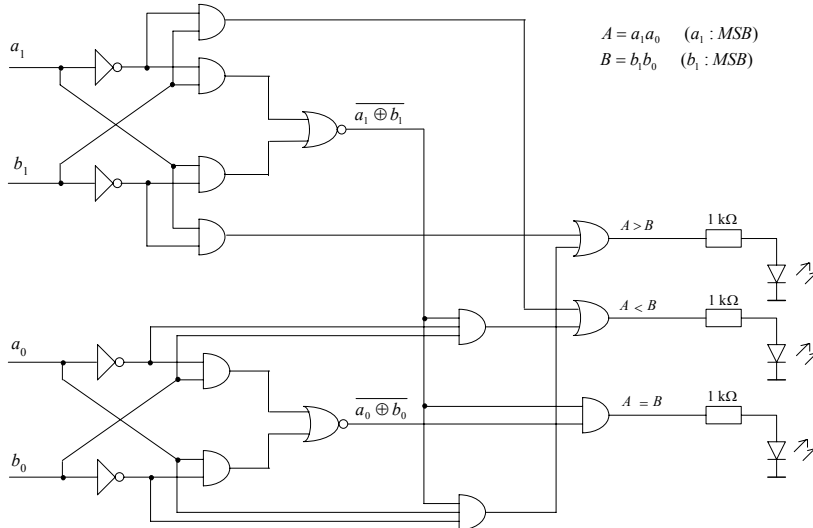 A = a₁a₀ (a₁ : MSB)
B = b₁b₀ (b₁ : MSB)
a₁
b₁
a₀
b₀
a₁ ⊕ b₁
a₀ ⊕ b₀
A > B
1 kΩ
A < B
1 kΩ
A = B
1 kΩ